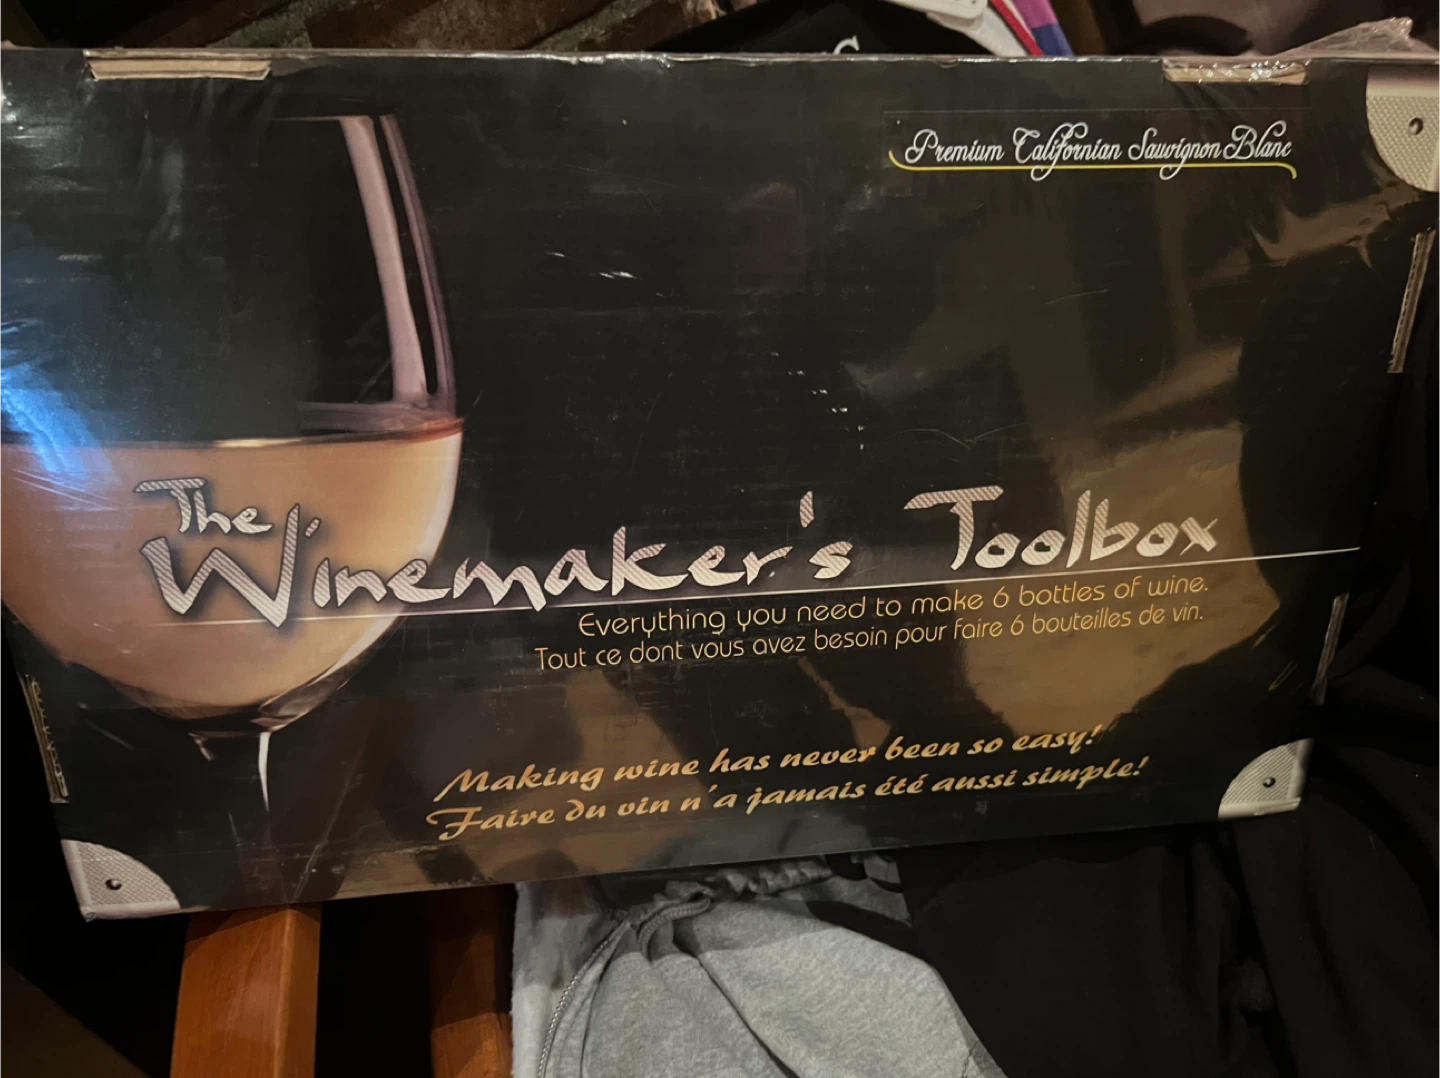 Premium Californian Sauvignon Blanc
The
Winemaker's Toolbox
Everything you need to make 6 bottles of wine.
Tout ce dont vous avez besoin pour faire 6 bouteilles de vin.
Making wine has never been so easy!
Faire du vin n'a jamais été aussi simple!